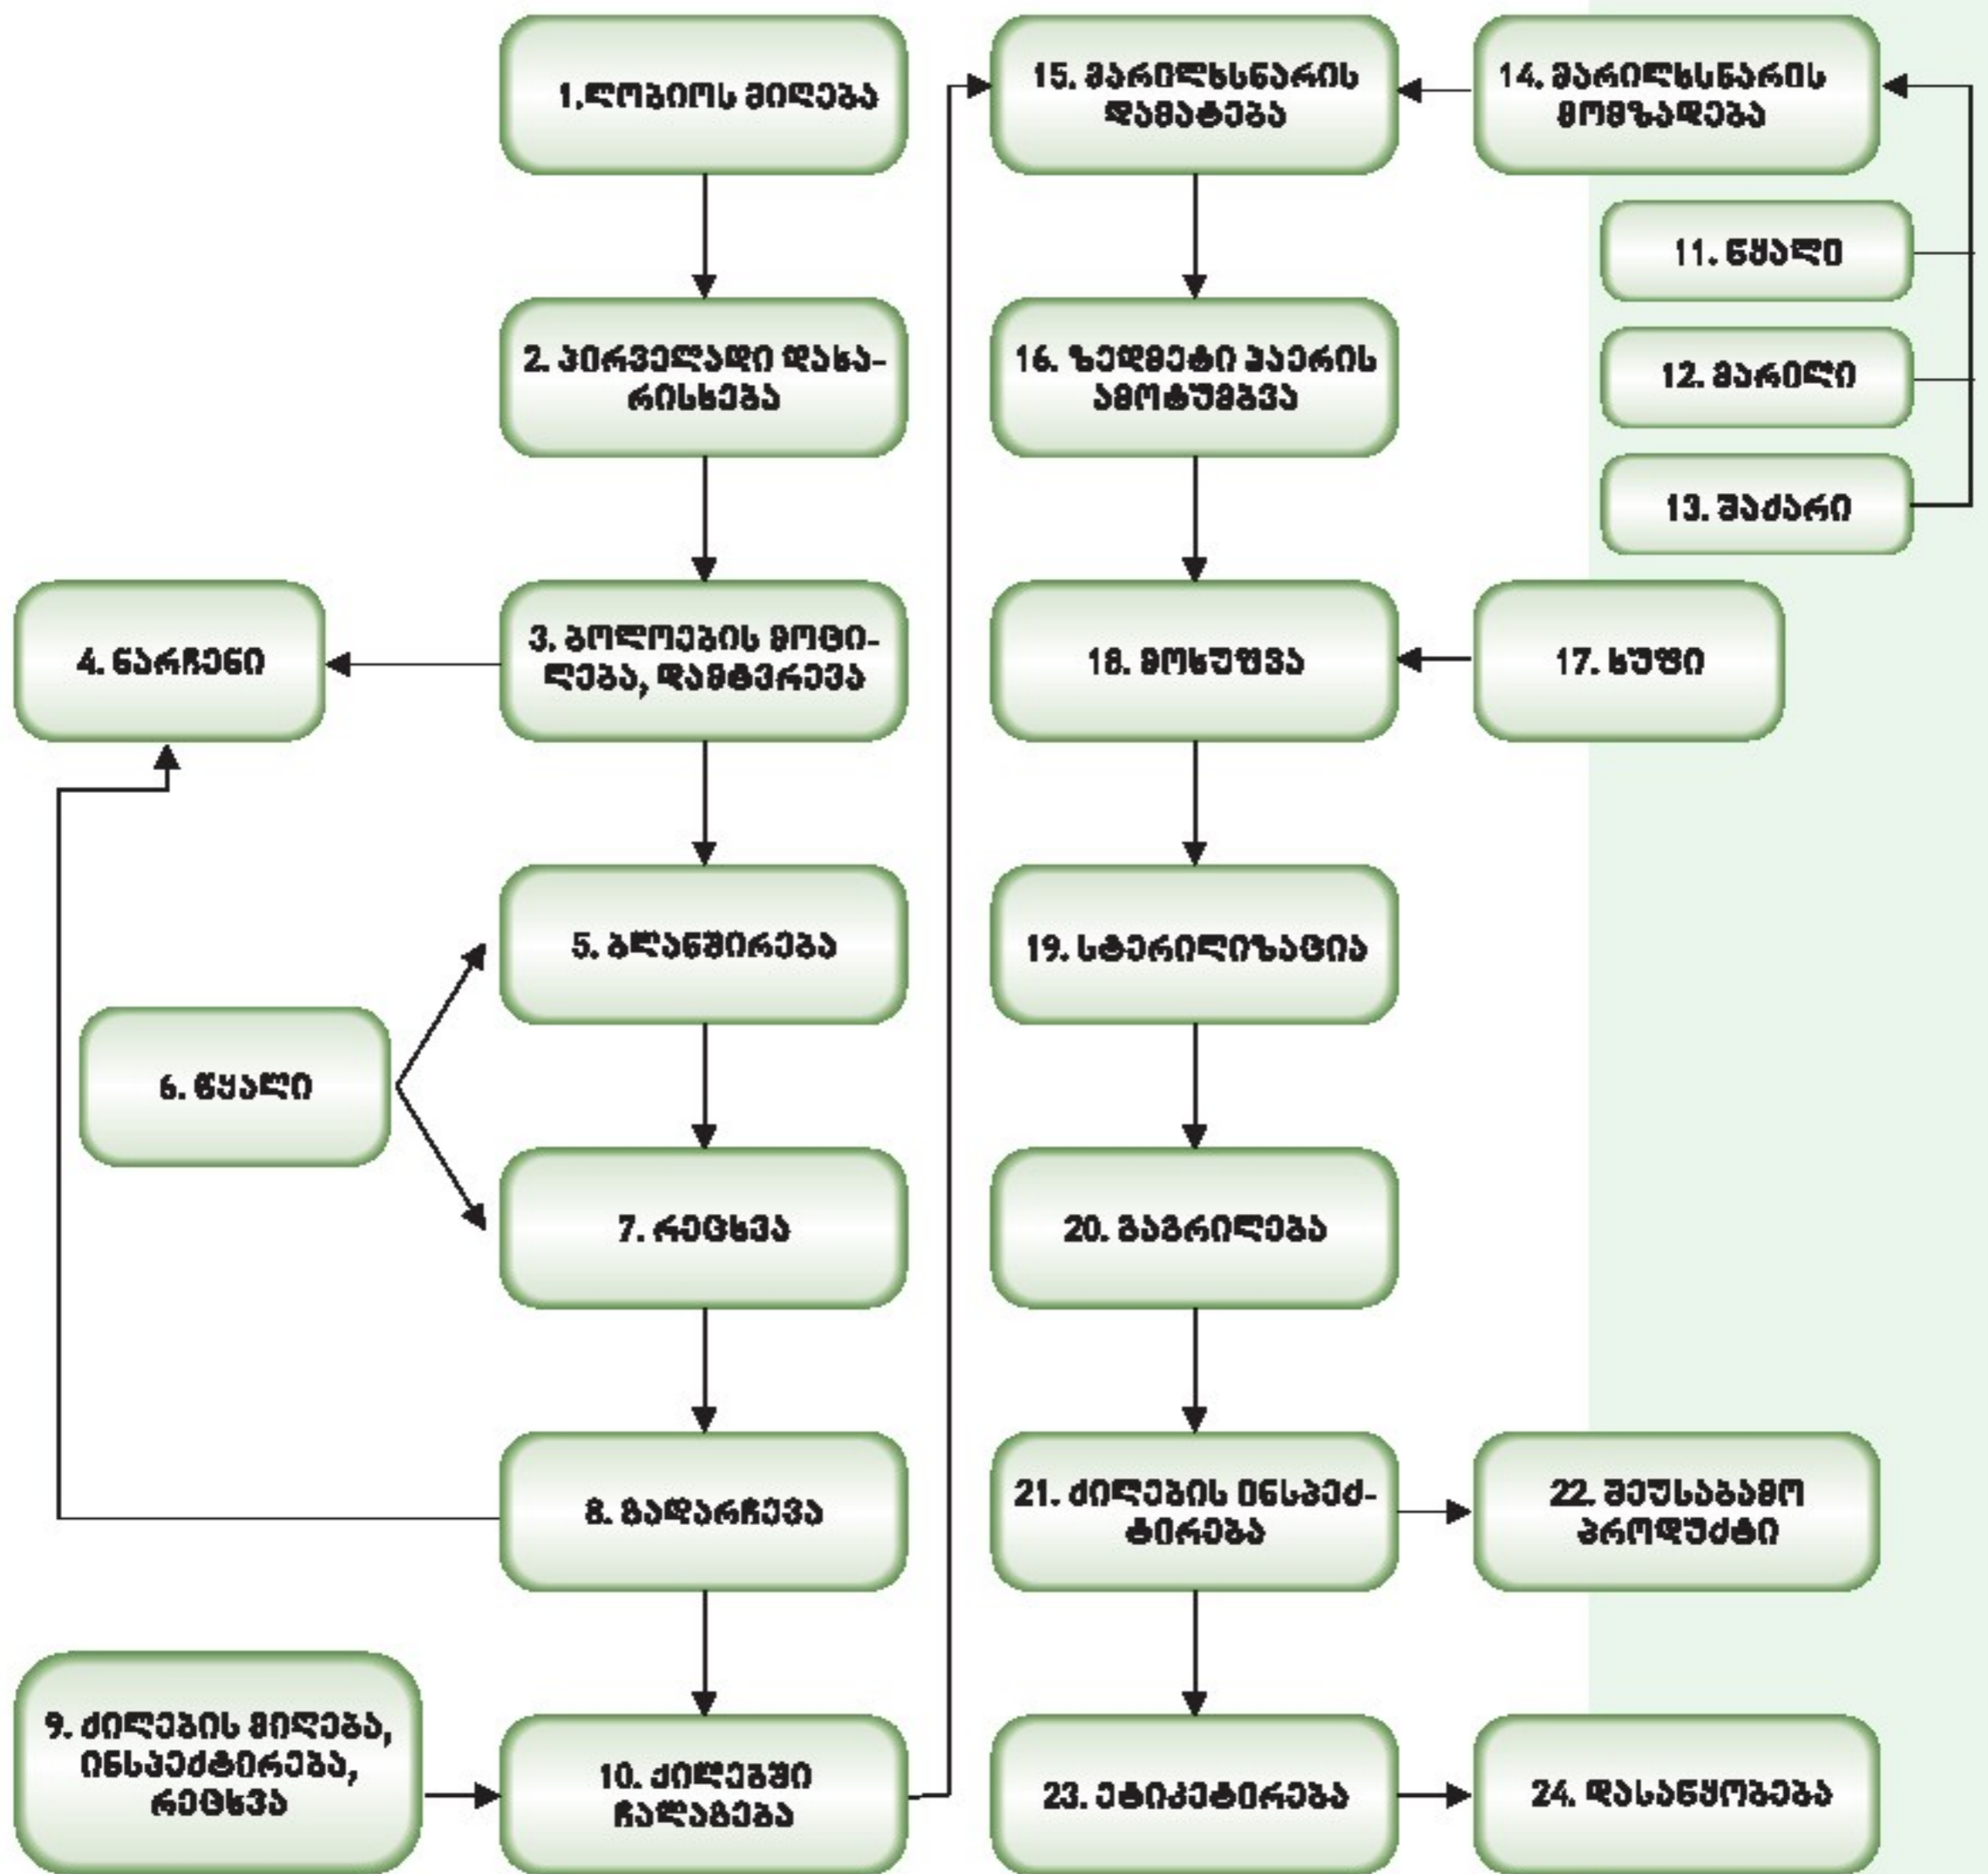 1.ლობიოს მიღება
2. პირველადი დახა-
რისხება
3. ბოლოების მოცი-
ლება, დამტვრევა
4. ნარჩენი
5. ბლანშირება
6. წყალი
7. რეცხვა
8. გადარჩევა
9. ქილების მიღება,
ინსპექტირება,
რეცხვა
10. ქილებში
ჩალაგება
11. წყალი
12. მარილი
13. შაქარი
14. მარილხსნარის
მომზადება
15. მარილხსნარის
დამატება
16. ზედმეტი ჰაერის
ამოტუმბვა
17. ხუფი
18. მოხუფვა
19. სტერილიზაცია
20. გაგრილება
21. ქილების ინსპექ-
ტირება
22. შეუსაბამო
პროდუქტი
23. ეტიკეტირება
24. დასაწყობება